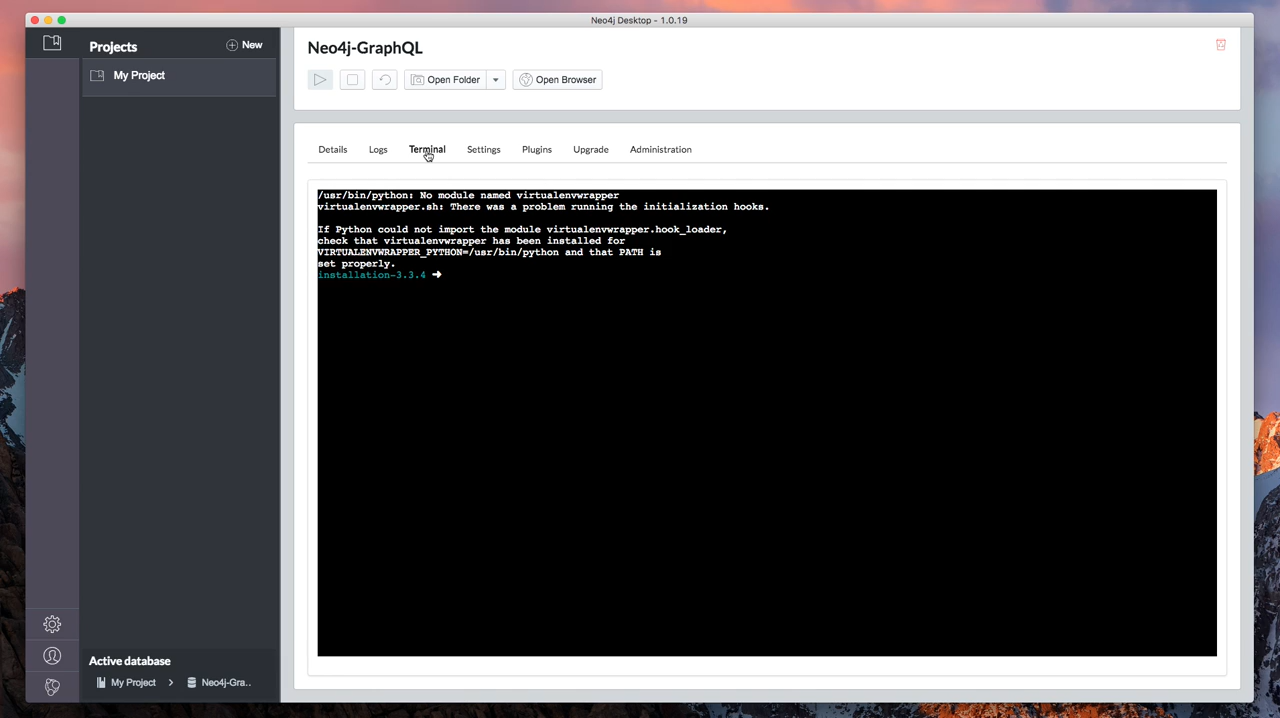 Neo4j Desktop - 1.0.19
Projects
New
My Project
Neo4j-GraphQL
Open Folder
Open Browser
Details
Logs
Terminal
Settings
Plugins
Upgrade
Administration
/usr/bin/python: No module named virtualenvwrapper
virtualenvwrapper.sh: There was a problem running the initialization hooks.
If Python could not import the module virtualenvwrapper.hook_loader,
check that virtualenvwrapper has been installed for
VIRTUALENVWRAPPER_PYTHON=/usr/bin/python and that PATH is
set properly.
installation-3.3.4 ➜
Active database
My Project > Neo4j-Gra..